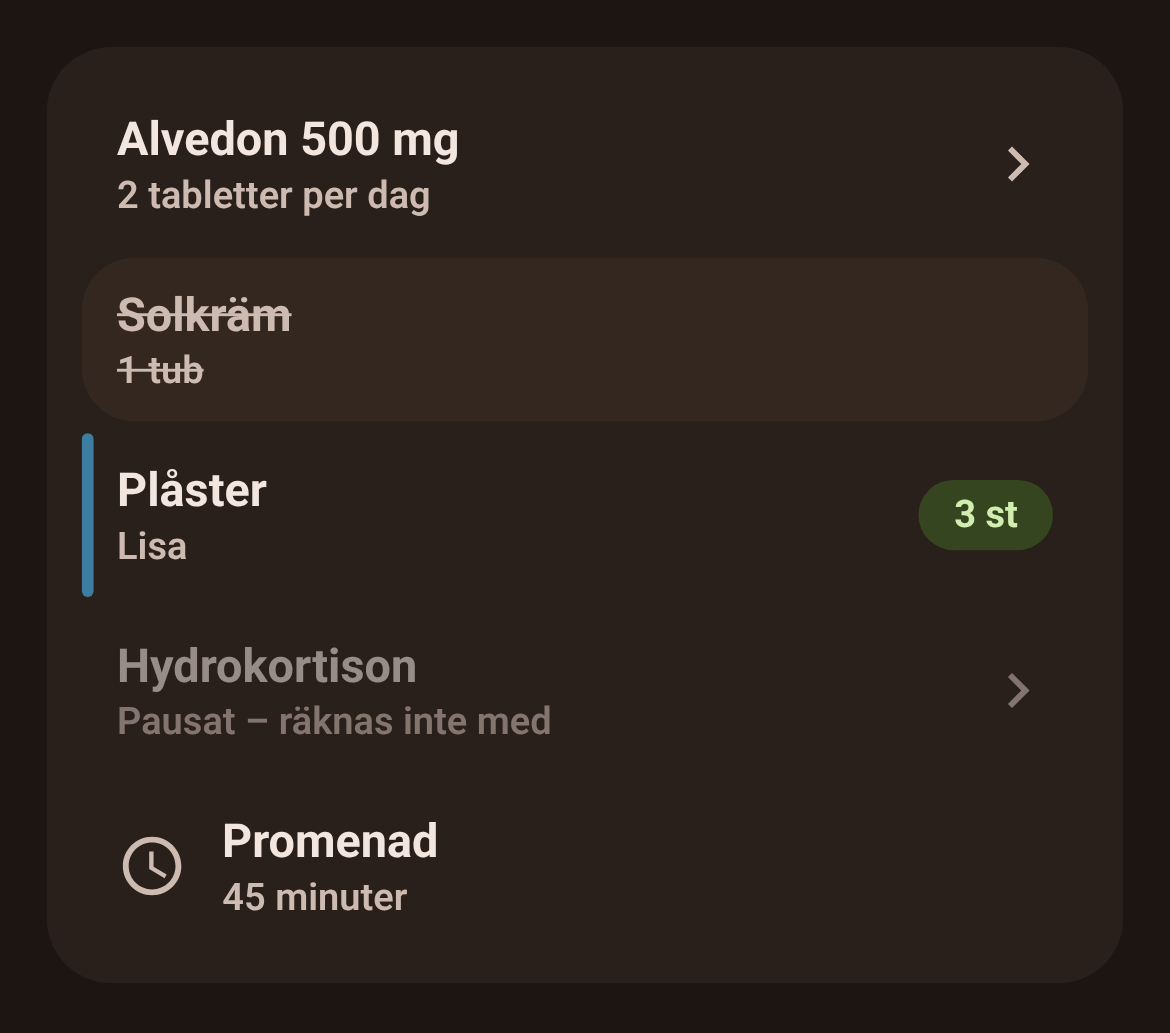 Alvedon 500 mg
2 tabletter per dag
Solkräm
1 tub
Plåster
Lisa
3 st
Hydrokortison
Pausat – räknas inte med
Promenad
45 minuter